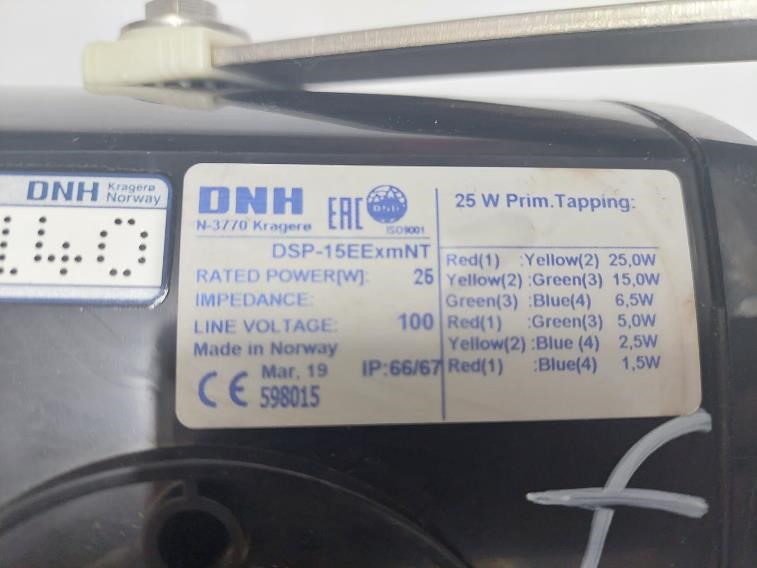 DNH Kragerø
Norway
140
DNH
N-3770 Kragerø
EAC
DNH
ISO9001
DSP-15EExmNT
RATED POWER[W]: 25
IMPEDANCE:
LINE VOLTAGE: 100
Made in Norway
Mar, 19 IP:66/67
CE 598015
25 W Prim.Tapping:
Red(1) :Yellow(2) 25,0W
Yellow(2) :Green(3) 15,0W
Green(3) :Blue(4) 6,5W
Red(1) :Green(3) 5,0W
Yellow(2) :Blue (4) 2,5W
Red(1) :Blue(4) 1,5W